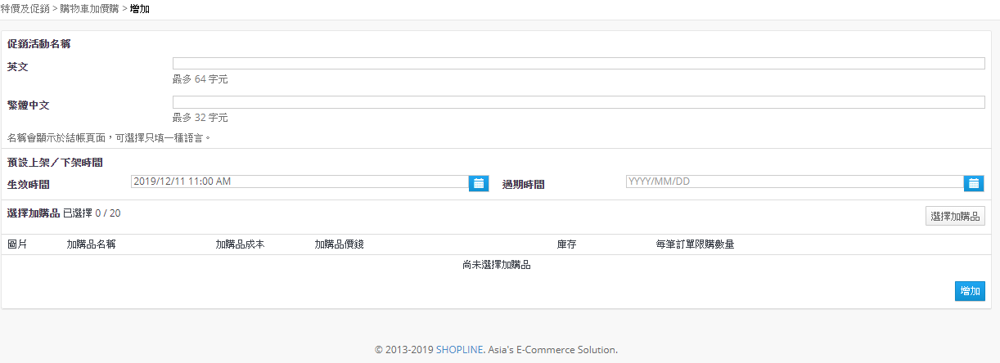 特價及促銷 > 購物車加價購 > 增加
促銷活動名稱
英文
最多 64 字元
繁體中文
最多 32 字元
名稱會顯示於結帳頁面，可選擇只填一種語言。
預設上架／下架時間
生效時間 2019/12/11 11:00 AM 過期時間 YYYY/MM/DD
選擇加購品 已選擇 0 / 20 選擇加購品
圖片 加購品名稱 加購品成本 加購品價錢 庫存 每筆訂單限購數量
尚未選擇加購品
增加
© 2013-2019 SHOPLINE. Asia's E-Commerce Solution.